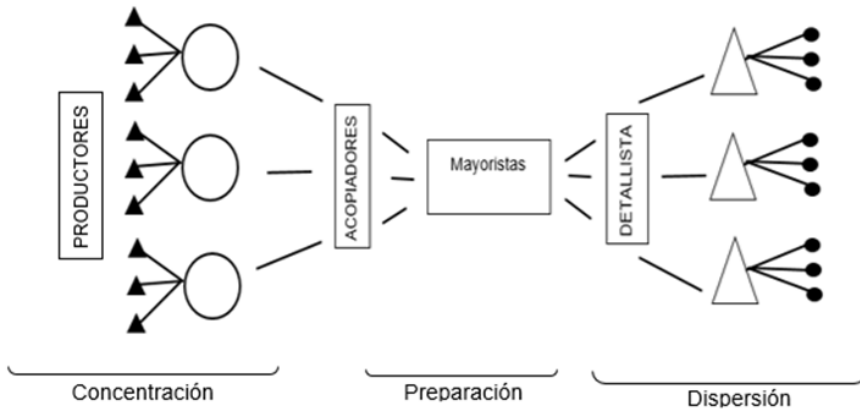 PRODUCTORES
ACOPIADORES
Mayoristas
DETALLISTA
Concentración
Preparación
Dispersión